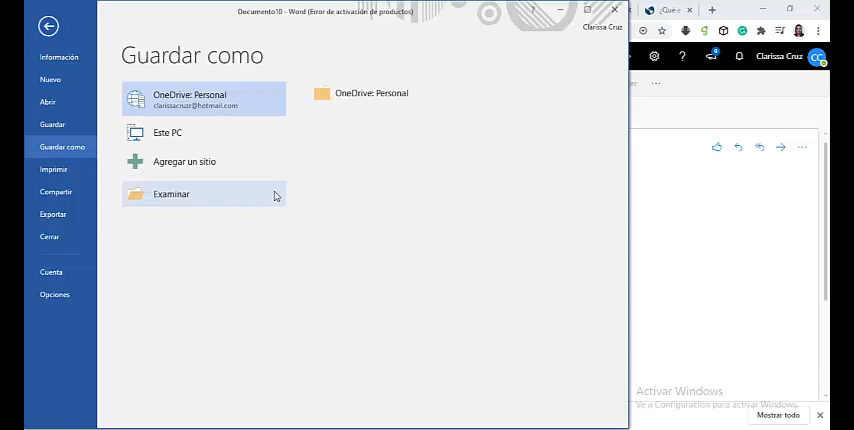 Documento10 - Word (Error de activación de productos)
Clarissa Cruz
Guardar como
Información
Nuevo
Abrir
Guardar
Guardar como
Imprimir
Compartir
Exportar
Cerrar
Cuenta
Opciones
OneDrive: Personal
clarissacruzr@hotmail.com
Este PC
Agregar un sitio
Examinar
OneDrive: Personal
¿Qué e
Clarissa Cruz
CC
Activar Windows
Ve a Configuración para activar Windows.
Mostrar todo